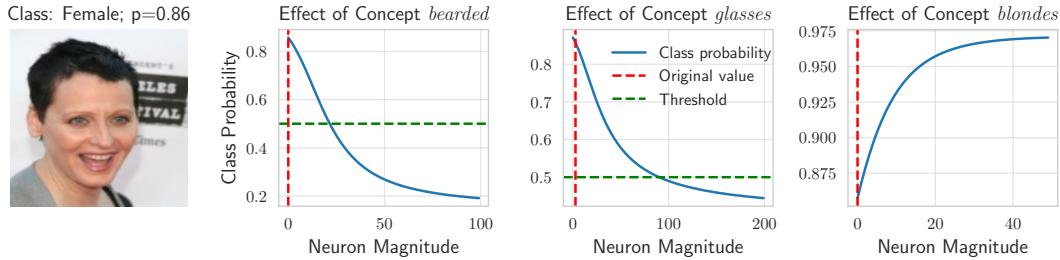 Class: Female; p=0.86
NDENT'S
ELES
TIVAL
Times
Effect of Concept bearded
Class Probability
0.8
0.6
0.4
0.2
0
50
100
Neuron Magnitude
Effect of Concept glasses
Class probability
Original value
Threshold
0.8
0.7
0.6
0.5
0
100
200
Neuron Magnitude
Effect of Concept blondes
0.975
0.950
0.925
0.900
0.875
0
20
40
Neuron Magnitude